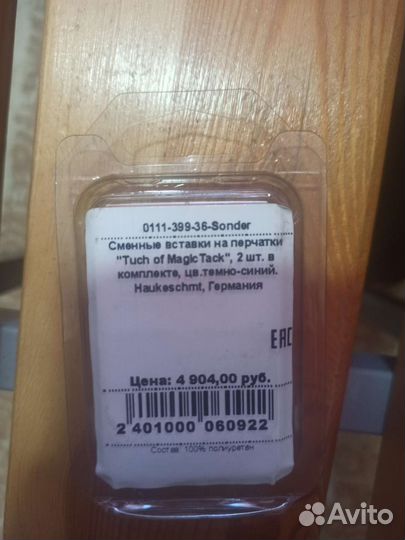 0111-399-36-Sonder
Сменные вставки на перчатки
"Tuch of MagicTack", 2 шт. в
комплекте, цв.темно-синий.
Haukeschmt, Германия
EAC
Цена: 4 904,00 руб.
2 401000 060922
Состав: 100% полиуретан
Avito